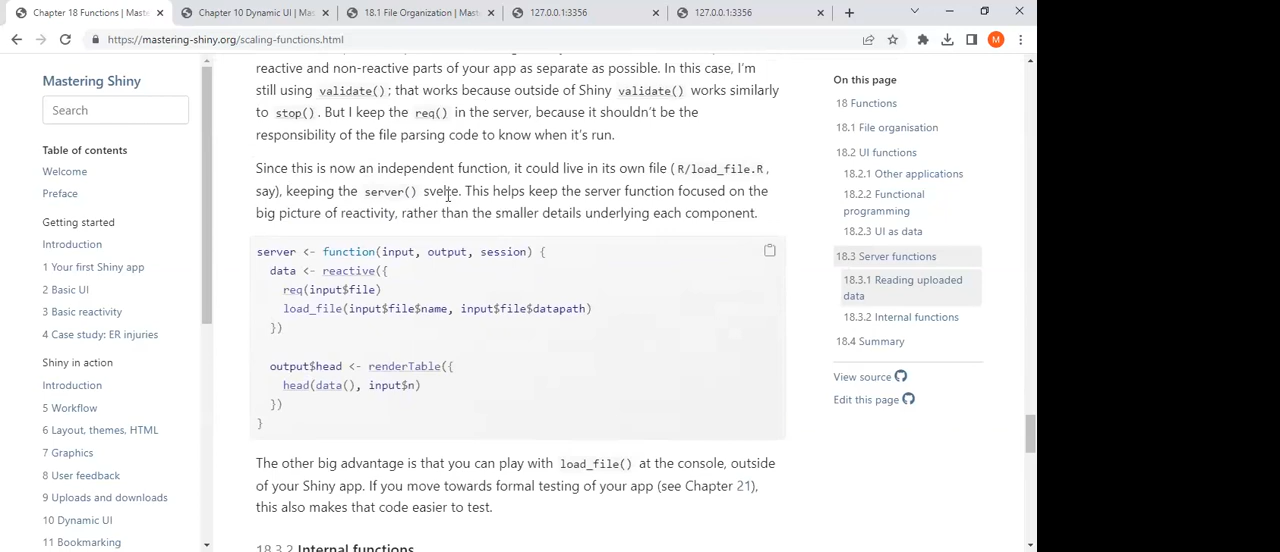 Chapter 18 Functions | Mas
Chapter 10 Dynamic UI | Mas
18.1 File Organization | Maste
127.0.0.1:3356
127.0.0.1:3356
https://mastering-shiny.org/scaling-functions.html
M
Mastering Shiny
Search
Table of contents
Welcome
Preface
Getting started
Introduction
1 Your first Shiny app
2 Basic UI
3 Basic reactivity
4 Case study: ER injuries
Shiny in action
Introduction
5 Workflow
6 Layout, themes, HTML
7 Graphics
8 User feedback
9 Uploads and downloads
10 Dynamic UI
11 Bookmarking
reactive and non-reactive parts of your app as separate as possible. In this case, I'm
still using validate(); that works because outside of Shiny validate() works similarly
to stop(). But I keep the req() in the server, because it shouldn't be the
responsibility of the file parsing code to know when it's run.
Since this is now an independent function, it could live in its own file (R/load_file.R,
say), keeping the server() svelte. This helps keep the server function focused on the
big picture of reactivity, rather than the smaller details underlying each component.
server <- function(input, output, session) {
data <- reactive({
req(input$file)
load_file(input$file$name, input$file$datapath)
})
output$head <- renderTable({
head(data(), input$n)
})
}
The other big advantage is that you can play with load_file() at the console, outside
of your Shiny app. If you move towards formal testing of your app (see Chapter 21),
this also makes that code easier to test.
18.3.2 Internal functions
On this page
18 Functions
18.1 File organisation
18.2 UI functions
18.2.1 Other applications
18.2.2 Functional
programming
18.2.3 UI as data
18.3 Server functions
18.3.1 Reading uploaded
data
18.3.2 Internal functions
18.4 Summary
View source
Edit this page